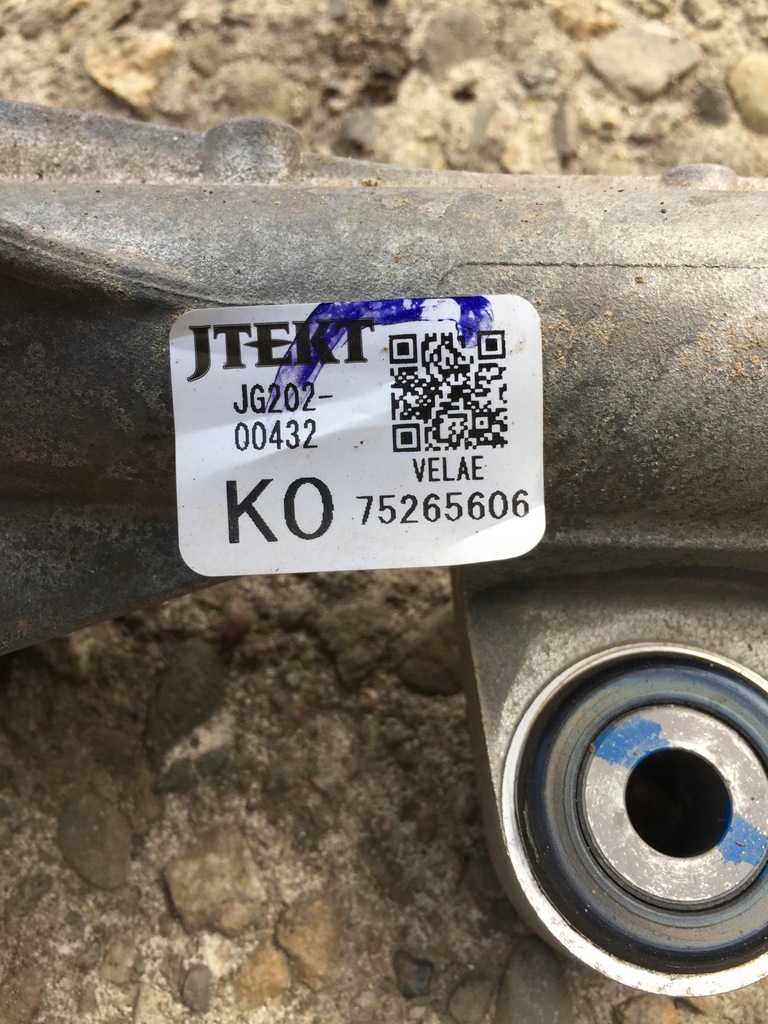 JTEKT
JG202-
00432
VELAE
KO 75265606